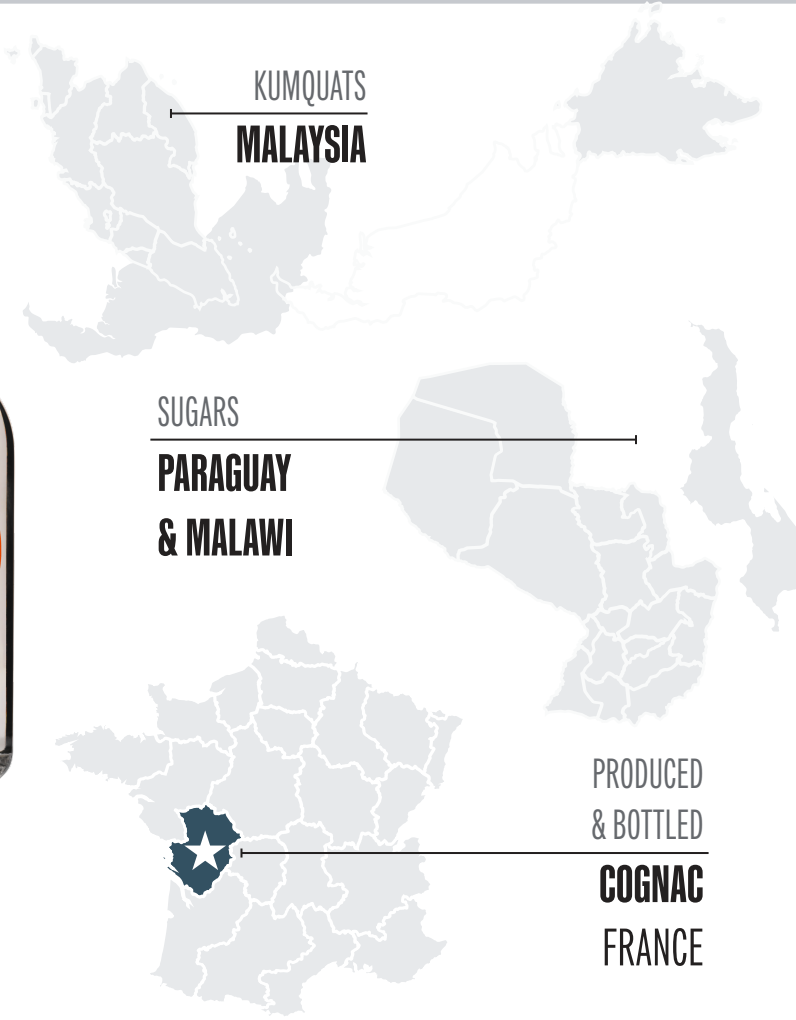 KUMQUATS
MALAYSIA
SUGARS
PARAGUAY
& MALAWI
PRODUCED
& BOTTLED
COGNAC
FRANCE